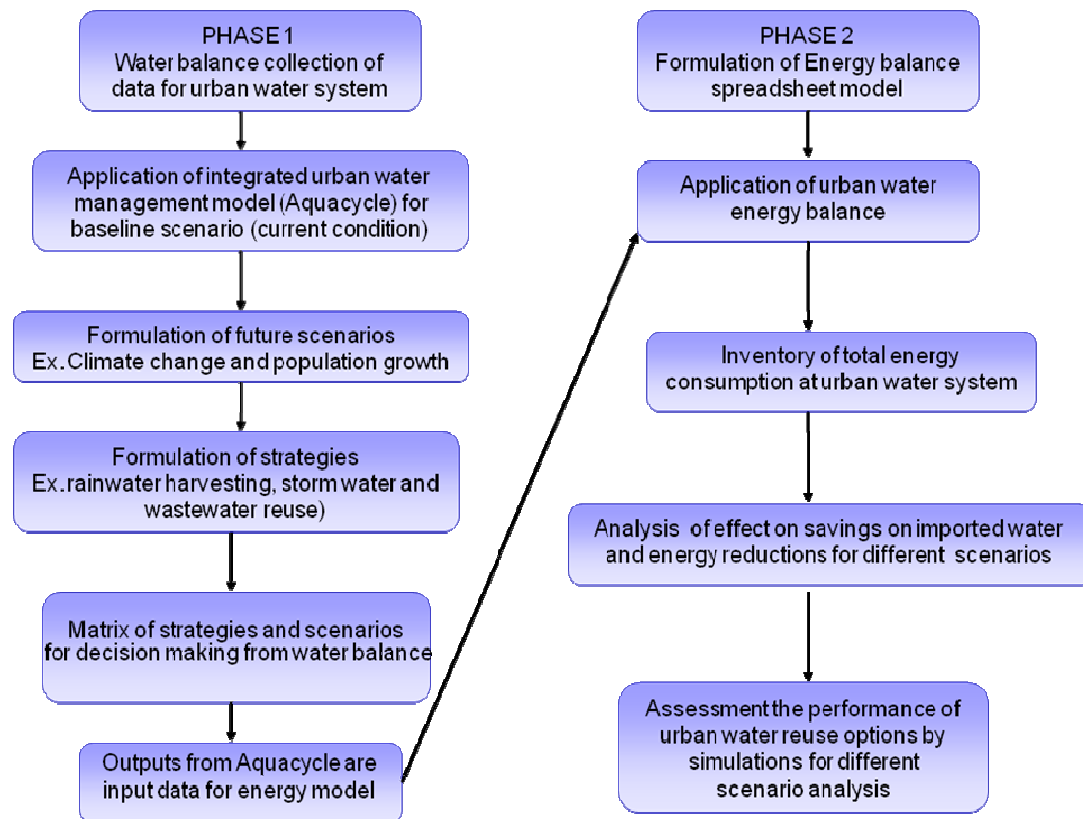 PHASE 1
Water balance collection of
data for urban water system
Application of integrated urban water
management model (Aquacycle) for
baseline scenario (current condition)
Formulation of future scenarios
Ex. Climate change and population growth
Formulation of strategies
Ex. rainwater harvesting, storm water and
wastewater reuse)
Matrix of strategies and scenarios
for decision making from water balance
Outputs from Aquacycle are
input data for energy model
PHASE 2
Formulation of Energy balance
spreadsheet model
Application of urban water
energy balance
Inventory of total energy
consumption at urban water system
Analysis of effect on savings on imported water
and energy reductions for different scenarios
Assessment the performance of
urban water reuse options by
simulations for different
scenario analysis